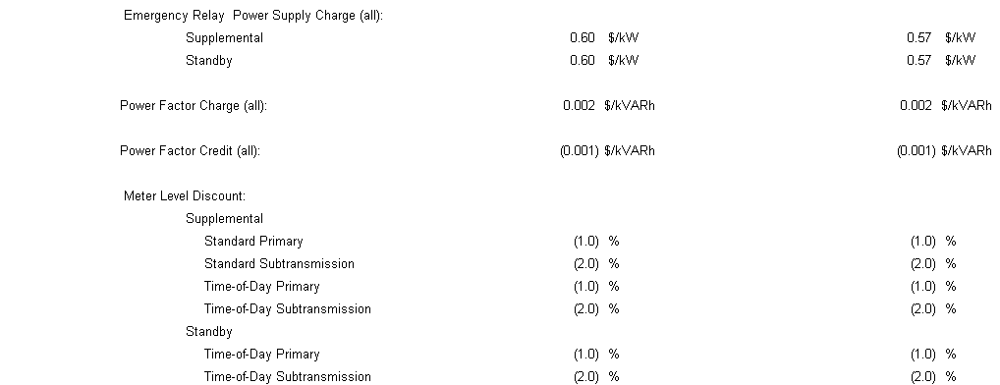 Emergency Relay Power Supply Charge (all):
Supplemental 0.60 $/kW 0.57 $/kW
Standby 0.60 $/kW 0.57 $/kW
Power Factor Charge (all): 0.002 $/kVARh 0.002 $/kVARh
Power Factor Credit (all): (0.001) $/kVARh (0.001) $/kVARh
Meter Level Discount:
Supplemental
Standard Primary (1.0) % (1.0) %
Standard Subtransmission (2.0) % (2.0) %
Time-of-Day Primary (1.0) % (1.0) %
Time-of-Day Subtransmission (2.0) % (2.0) %
Standby
Time-of-Day Primary (1.0) % (1.0) %
Time-of-Day Subtransmission (2.0) % (2.0) %